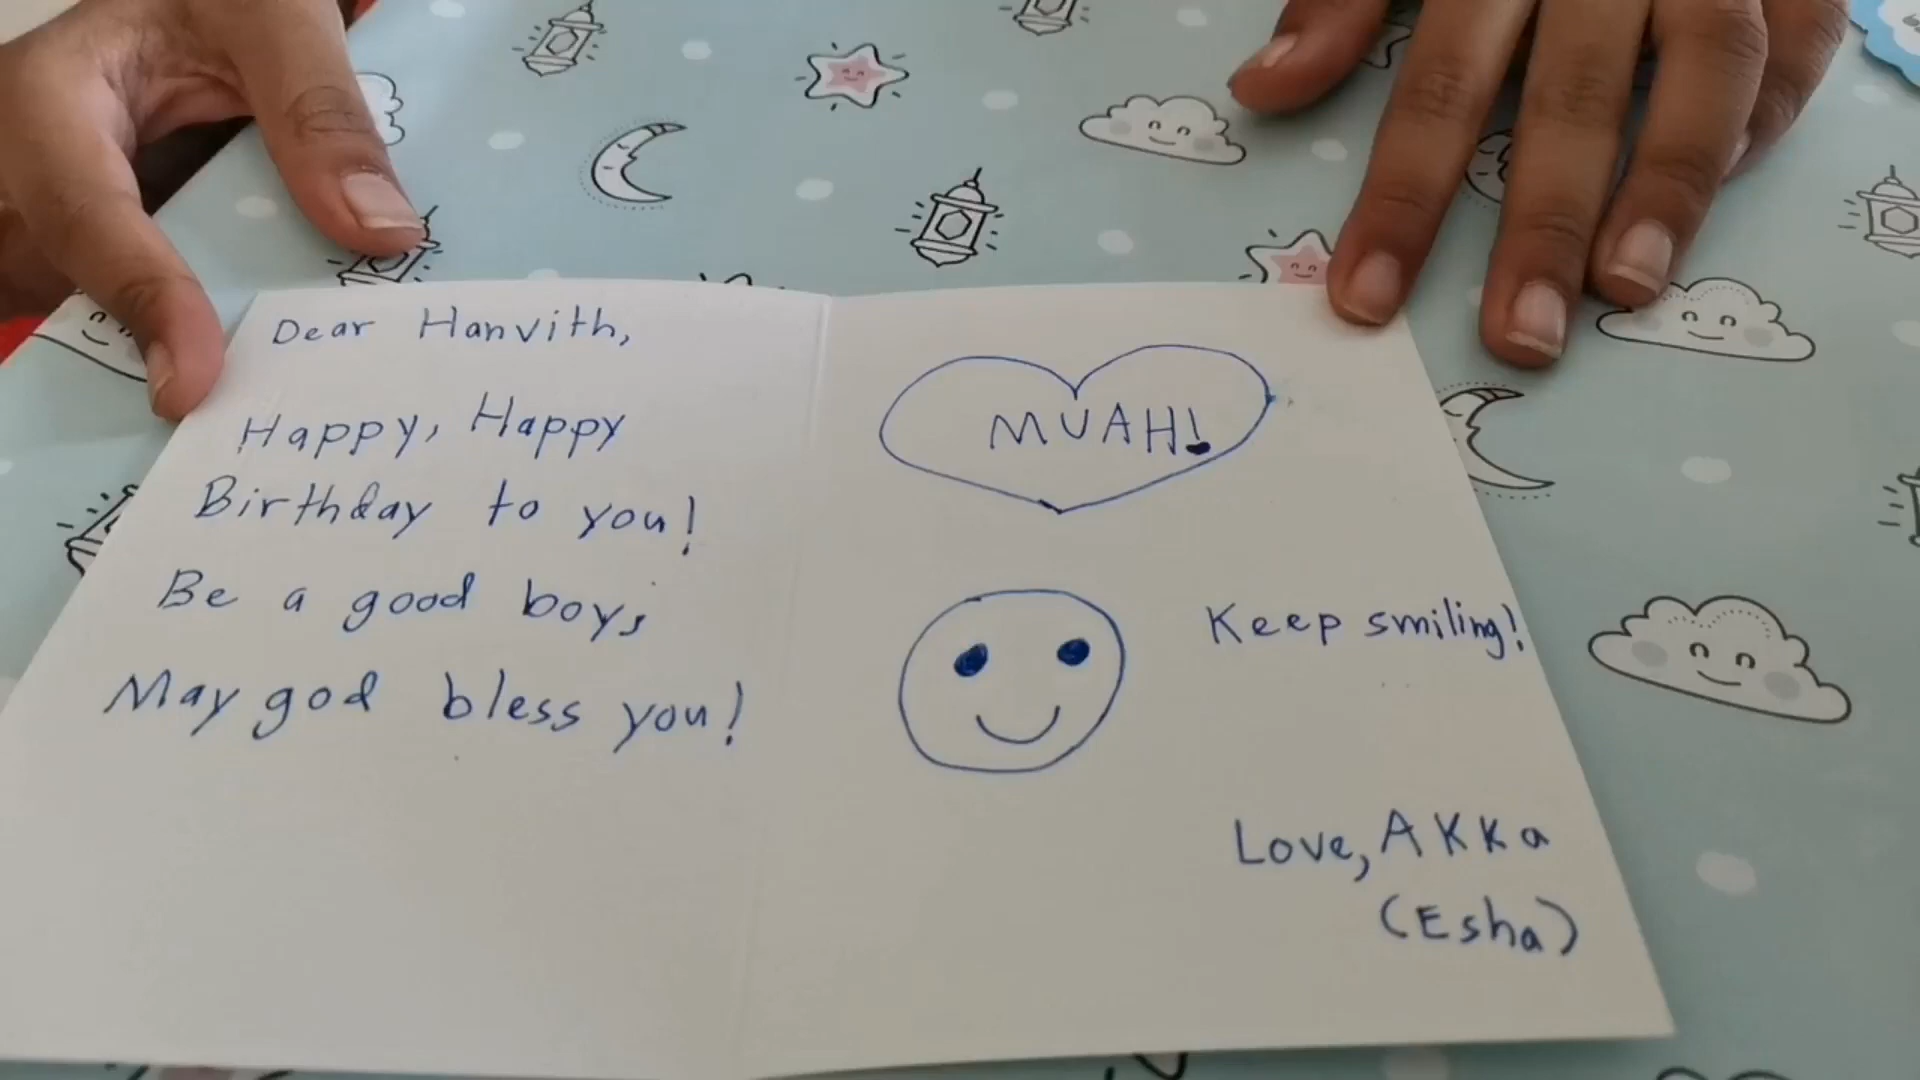 Dear Hanvith,
Happy, Happy
Birthday to you!
Be a good boy,
May god bless you!
MUAH!
Keep smiling!
Love, AKKa
(Esha)